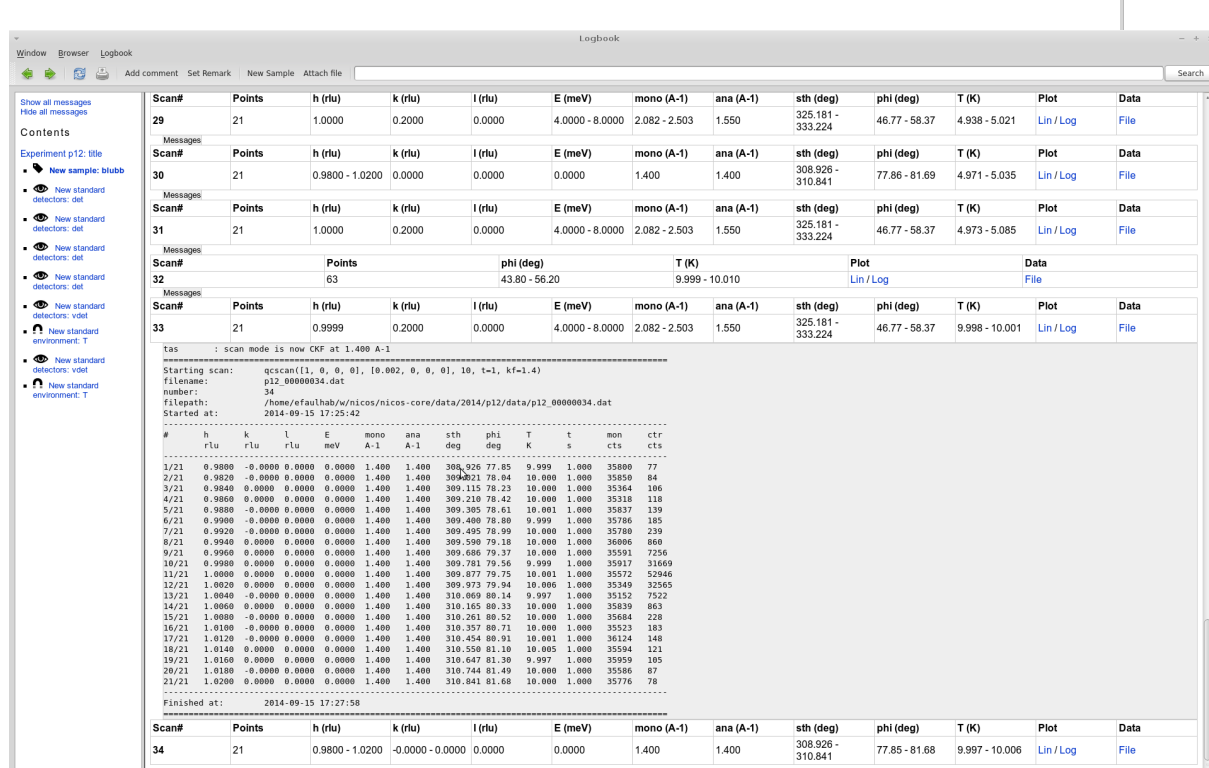 Logbook
Window Browser Logbook
Add comment Set Remark New Sample Attach file Search
Show all messages
Hide all messages
Contents
Experiment p12: title
New sample: blubb
New standard
detectors: det
New standard
detectors: det
New standard
detectors: det
New standard
detectors: det
New standard
detectors: vdet
New standard
environment: T
New standard
detectors: vdet
New standard
environment: T
Scan# Points h (rlu) k (rlu) l (rlu) E (meV) mono (A-1) ana (A-1) sth (deg) phi (deg) T (K) Plot Data
29 21 1.0000 0.2000 0.0000 4.0000 - 8.0000 2.082 - 2.503 1.550 325.181 - 333.224 46.77 - 58.37 4.938 - 5.021 Lin / Log File
Messages
Scan# Points h (rlu) k (rlu) l (rlu) E (meV) mono (A-1) ana (A-1) sth (deg) phi (deg) T (K) Plot Data
30 21 0.9800 - 1.0200 0.0000 0.0000 0.0000 1.400 1.400 308.926 - 310.841 77.86 - 81.69 4.971 - 5.035 Lin / Log File
Messages
Scan# Points h (rlu) k (rlu) l (rlu) E (meV) mono (A-1) ana (A-1) sth (deg) phi (deg) T (K) Plot Data
31 21 1.0000 0.2000 0.0000 4.0000 - 8.0000 2.082 - 2.503 1.550 325.181 - 333.224 46.77 - 58.37 4.973 - 5.085 Lin / Log File
Messages
Scan# Points phi (deg) T (K) Plot Data
32 63 43.80 - 56.20 9.999 - 10.010 Lin / Log File
Messages
Scan# Points h (rlu) k (rlu) l (rlu) E (meV) mono (A-1) ana (A-1) sth (deg) phi (deg) T (K) Plot Data
33 21 0.9999 0.2000 0.0000 4.0000 - 8.0000 2.082 - 2.503 1.550 325.181 - 333.224 46.77 - 58.37 9.998 - 10.001 Lin / Log File
tas : scan mode is now CKF at 1.400 A-1
Starting scan: qcscan([1, 0, 0, 0], [0.002, 0, 0, 0], 10, t=1, kf=1.4)
filename: p12_00000034.dat
number: 34
filepath: /home/efaulhab/w/nicos/nicos-core/data/2014/p12/data/p12_00000034.dat
Started at: 2014-09-15 17:25:42
# h k l E mono ana sth phi T t mon ctr
rlu rlu rlu meV A-1 A-1 deg deg K s cts cts
1/21 0.9800 -0.0000 0.0000 0.0000 1.400 1.400 308.926 77.85 9.999 1.000 35800 77
2/21 0.9820 -0.0000 0.0000 0.0000 1.400 1.400 309.021 78.04 10.000 1.000 35850 84
3/21 0.9840 0.0000 0.0000 0.0000 1.400 1.400 309.115 78.23 10.000 1.000 35364 106
4/21 0.9860 0.0000 0.0000 0.0000 1.400 1.400 309.210 78.42 10.000 1.000 35318 118
5/21 0.9880 -0.0000 0.0000 0.0000 1.400 1.400 309.305 78.61 10.001 1.000 35837 139
6/21 0.9900 -0.0000 0.0000 0.0000 1.400 1.400 309.400 78.80 9.999 1.000 35786 185
7/21 0.9920 -0.0000 0.0000 0.0000 1.400 1.400 309.495 78.99 10.000 1.000 35780 239
8/21 0.9940 0.0000 0.0000 0.0000 1.400 1.400 309.590 79.18 10.000 1.000 36006 860
9/21 0.9960 0.0000 0.0000 0.0000 1.400 1.400 309.686 79.37 10.000 1.000 35591 7256
10/21 0.9980 0.0000 0.0000 0.0000 1.400 1.400 309.781 79.56 9.999 1.000 35917 31669
11/21 1.0000 0.0000 0.0000 0.0000 1.400 1.400 309.877 79.75 10.001 1.000 35572 52946
12/21 1.0020 0.0000 0.0000 0.0000 1.400 1.400 309.973 79.94 10.006 1.000 35349 32565
13/21 1.0040 -0.0000 0.0000 0.0000 1.400 1.400 310.069 80.14 9.997 1.000 35152 7522
14/21 1.0060 0.0000 0.0000 0.0000 1.400 1.400 310.165 80.33 10.000 1.000 35839 863
15/21 1.0080 -0.0000 0.0000 0.0000 1.400 1.400 310.261 80.52 10.000 1.000 35684 228
16/21 1.0100 -0.0000 0.0000 0.0000 1.400 1.400 310.357 80.71 10.000 1.000 35523 183
17/21 1.0120 -0.0000 0.0000 0.0000 1.400 1.400 310.454 80.91 10.001 1.000 36124 148
18/21 1.0140 0.0000 0.0000 0.0000 1.400 1.400 310.550 81.10 10.005 1.000 35594 121
19/21 1.0160 0.0000 0.0000 0.0000 1.400 1.400 310.647 81.30 9.997 1.000 35959 105
20/21 1.0180 -0.0000 0.0000 0.0000 1.400 1.400 310.744 81.49 10.000 1.000 35586 87
21/21 1.0200 0.0000 0.0000 0.0000 1.400 1.400 310.841 81.68 10.000 1.000 35776 78
Finished at: 2014-09-15 17:27:58
Scan# Points h (rlu) k (rlu) l (rlu) E (meV) mono (A-1) ana (A-1) sth (deg) phi (deg) T (K) Plot Data
34 21 0.9800 - 1.0200 -0.0000 - 0.0000 0.0000 0.0000 1.400 1.400 308.926 - 310.841 77.85 - 81.68 9.997 - 10.006 Lin / Log File